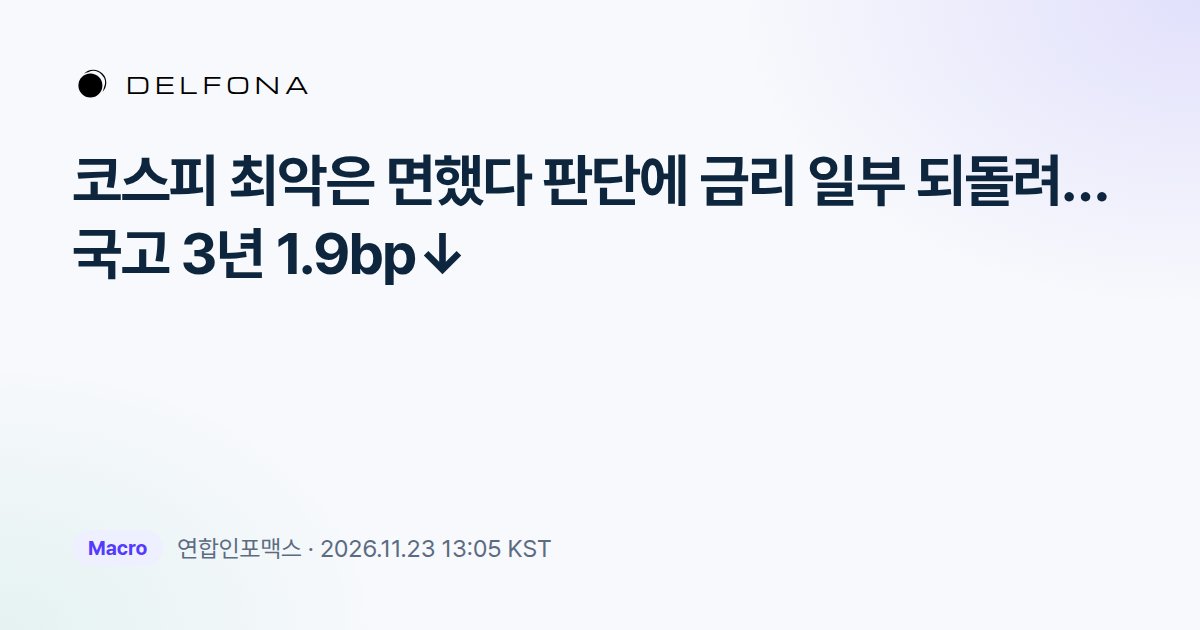 DELFONA
코스피 최악은 면했다 판단에 금리 일부 되돌려...
국고 3년 1.9bp↓
Macro 연합인포맥스 · 2026.11.23 13:05 KST